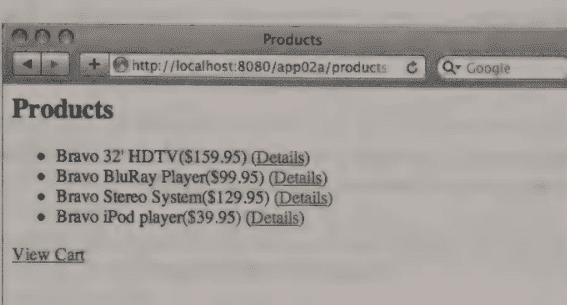 Products
http://localhost:8080/app02a/products
Google
Products
Bravo 32' HDTV($159.95) (Details)
Bravo BluRay Player($99.95) (Details)
Bravo Stereo System($129.95) (Details)
Bravo iPod player($39.95) (Details)
View Cart